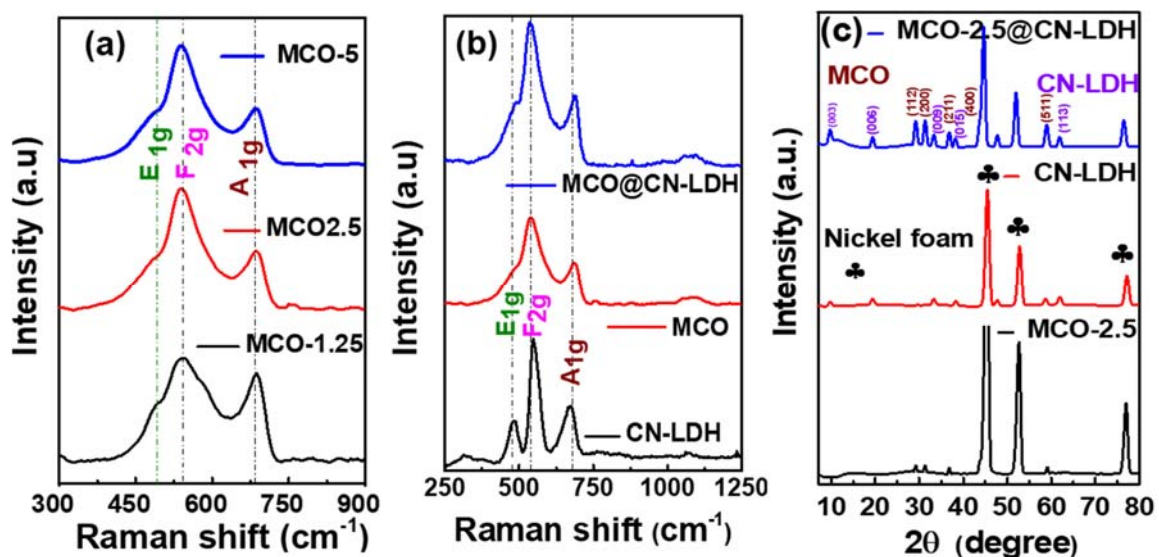 (a)
MCO-5
E 1g
F 2g
A 1g
MCO2.5
MCO-1.25
Intensity (a.u)
300 450 600 750 900
Raman shift (cm-1)
(b)
MCO@CN-LDH
E1g
F2g
A1g
MCO
CN-LDH
Intensity (a.u)
250 500 750 1000 1250
Raman shift (cm-1)
(c)
MCO-2.5@CN-LDH
MCO
CN-LDH
(003)
(006)
(112)
(200)
(009)
(211)
(015)
(400)
(511)
(113)
♣ CN-LDH
♣
Nickel foam
♣
♣
MCO-2.5
Intensity (a.u.)
10 20 30 40 50 60 70 80
2θ (degree)